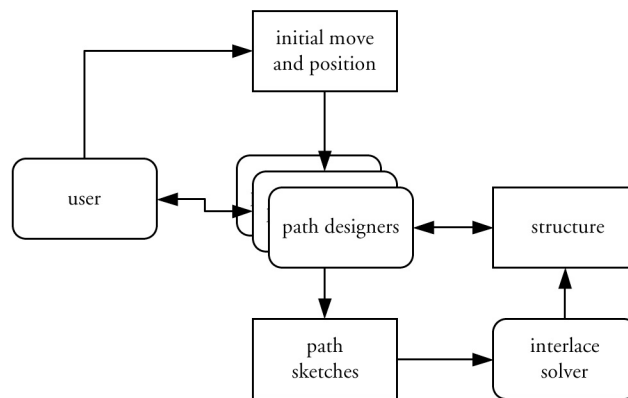 initial move
and position
user
path designers
structure
path
sketches
interlace
solver